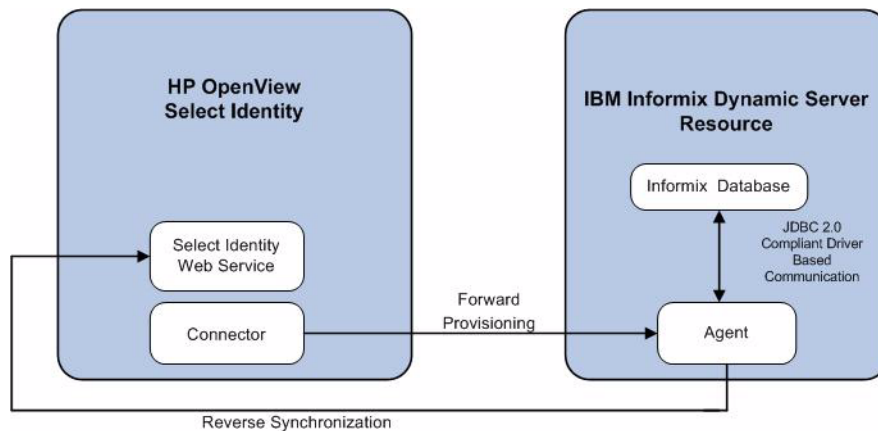 HP OpenView
Select Identity
IBM Informix Dynamic Server
Resource
Informix Database
JDBC 2.0
Compliant Driver
Based
Communication
Select Identity
Web Service
Forward
Provisioning
Connector
Agent
Reverse Synchronization